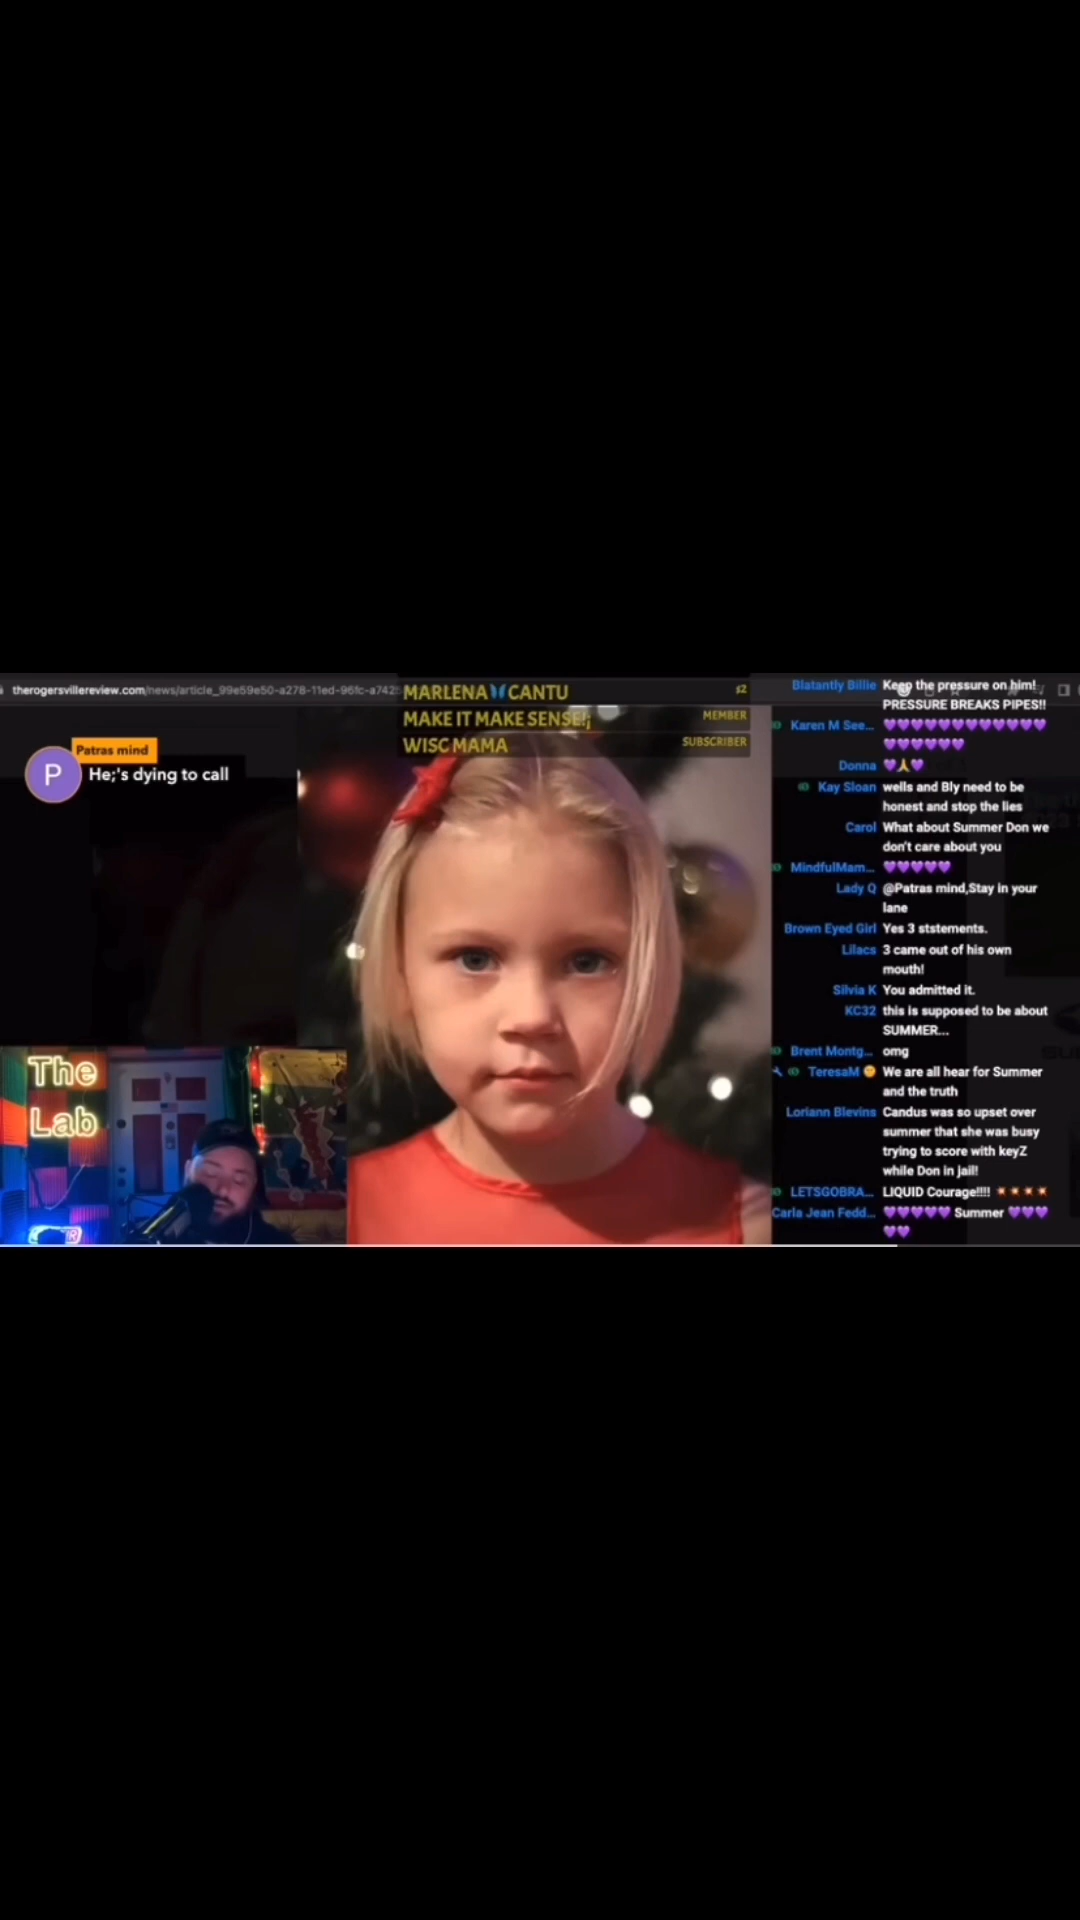 therogersvillereview.com/news/article_99e59e50-a278-11ed-96fc-a742
MARLENA🦋CANTU
$2
MAKE IT MAKE SENSE!¡
MEMBER
WISC MAMA
SUBSCRIBER
P
Patras mind
He;'s dying to call
The
Lab
Blatantly Billie Keep the pressure on him!
PRESSURE BREAKS PIPES!!
Karen M See... 💜💜💜💜💜💜💜💜💜💜💜💜
💜💜💜💜💜💜
Donna 💜🙏💜
Kay Sloan wells and Bly need to be
honest and stop the lies
Carol What about Summer Don we
don't care about you
MindfulMam... 💜💜💜💜💜
Lady Q @Patras mind,Stay in your
lane
Brown Eyed Girl Yes 3 ststements.
Lilacs 3 came out of his own
mouth!
Silvia K You admitted it.
KC32 this is supposed to be about
SUMMER...
Brent Montg... omg
TeresaM 🌞 We are all hear for Summer
and the truth
Loriann Blevins Candus was so upset over
summer that she was busy
trying to score with keyZ
while Don in jail!
LETSGOBRA... LIQUID Courage!!!! 💥💥💥💥
Carla Jean Fedd... 💜💜💜💜💜 Summer 💜💜💜
💜💜